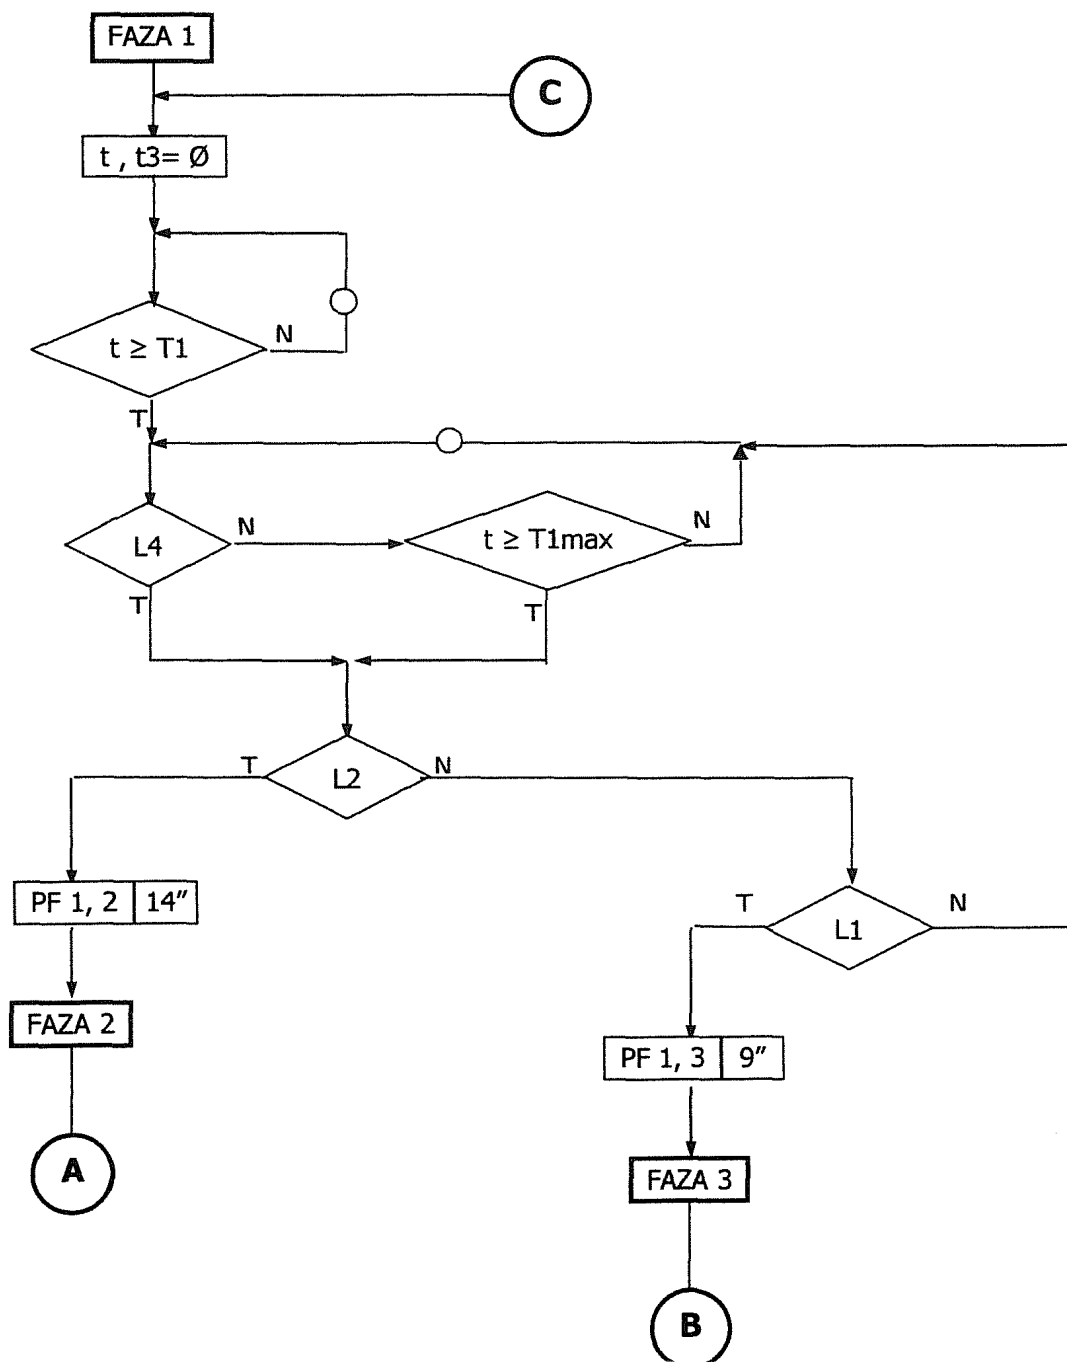 FAZA 1
C
t , t3= Ø
t ≥ T1
N
T
L4
N
t ≥ T1max
N
T
T
T
L2
N
PF 1, 2 14″
T
L1
N
FAZA 2
PF 1, 3 9″
A
FAZA 3
B